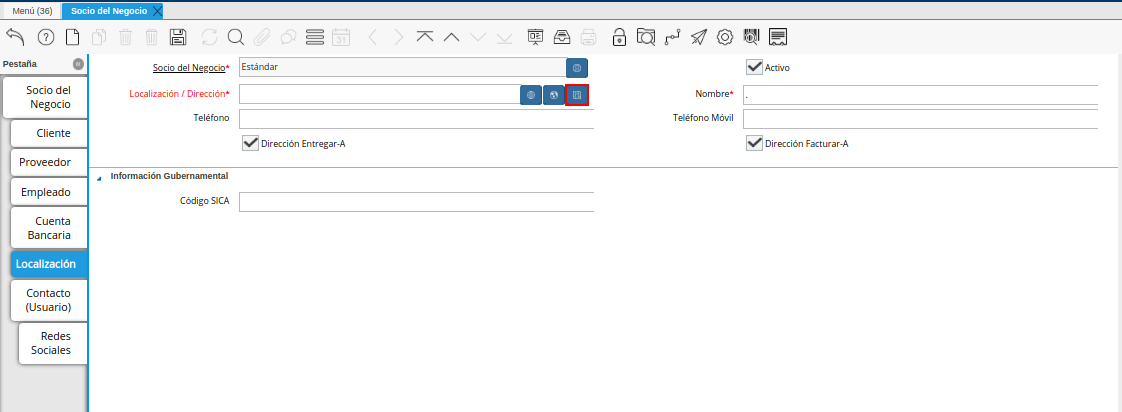 Menú (36)
Socio del Negocio
31
Pestaña
Socio del
Negocio
Cliente
Proveedor
Empleado
Cuenta
Bancaria
Localización
Contacto
(Usuario)
Redes
Sociales
Socio del Negocio*
Estándar
Activo
Localización / Dirección*
Nombre*
.
Teléfono
Teléfono Móvil
Dirección Entregar-A
Dirección Facturar-A
Información Gubernamental
Código SICA